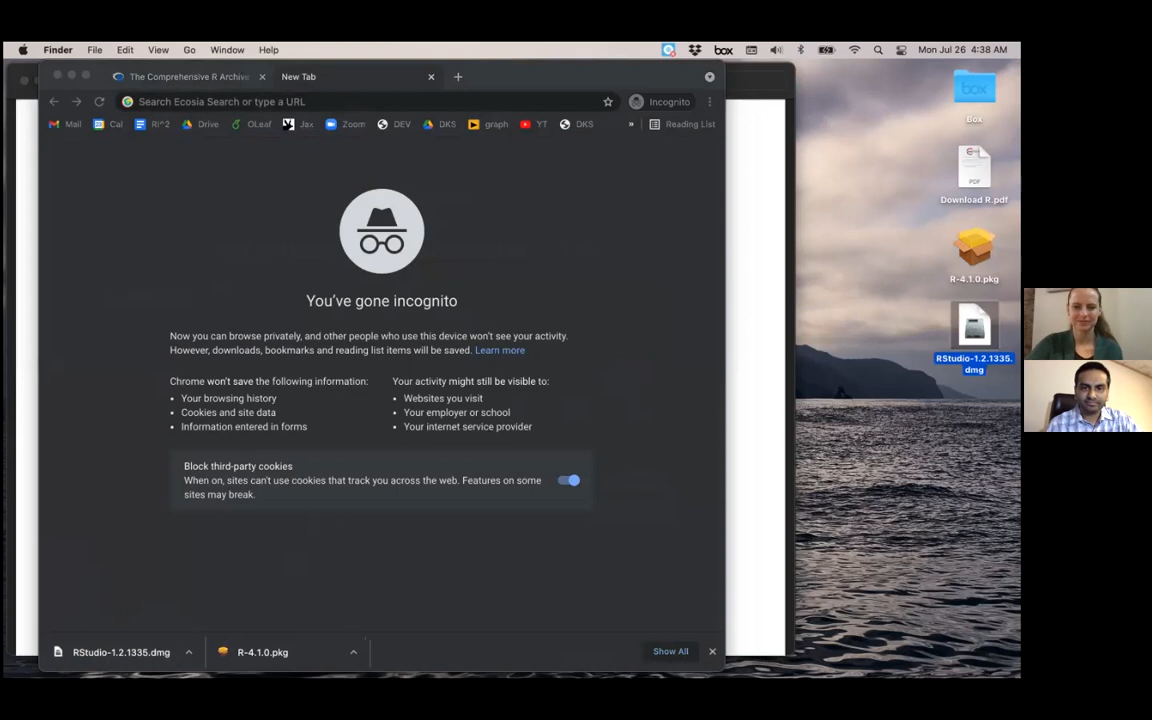 Finder File Edit View Go Window Help box Mon Jul 26 4:38 AM
The Comprehensive R Archive New Tab
Search Ecosia Search or type a URL Incognito
Mail Cal RI^2 Drive OLeaf Jax Zoom DEV DKS graph YT DKS » Reading List
box
Box
PDF
Download R.pdf
R-4.1.0.pkg
RStudio-1.2.1335.
dmg
You've gone incognito
Now you can browse privately, and other people who use this device won't see your activity.
However, downloads, bookmarks and reading list items will be saved. Learn more
Chrome won't save the following information:
• Your browsing history
• Cookies and site data
• Information entered in forms
Your activity might still be visible to:
• Websites you visit
• Your employer or school
• Your internet service provider
Block third-party cookies
When on, sites can't use cookies that track you across the web. Features on some
sites may break.
RStudio-1.2.1335.dmg R-4.1.0.pkg Show All